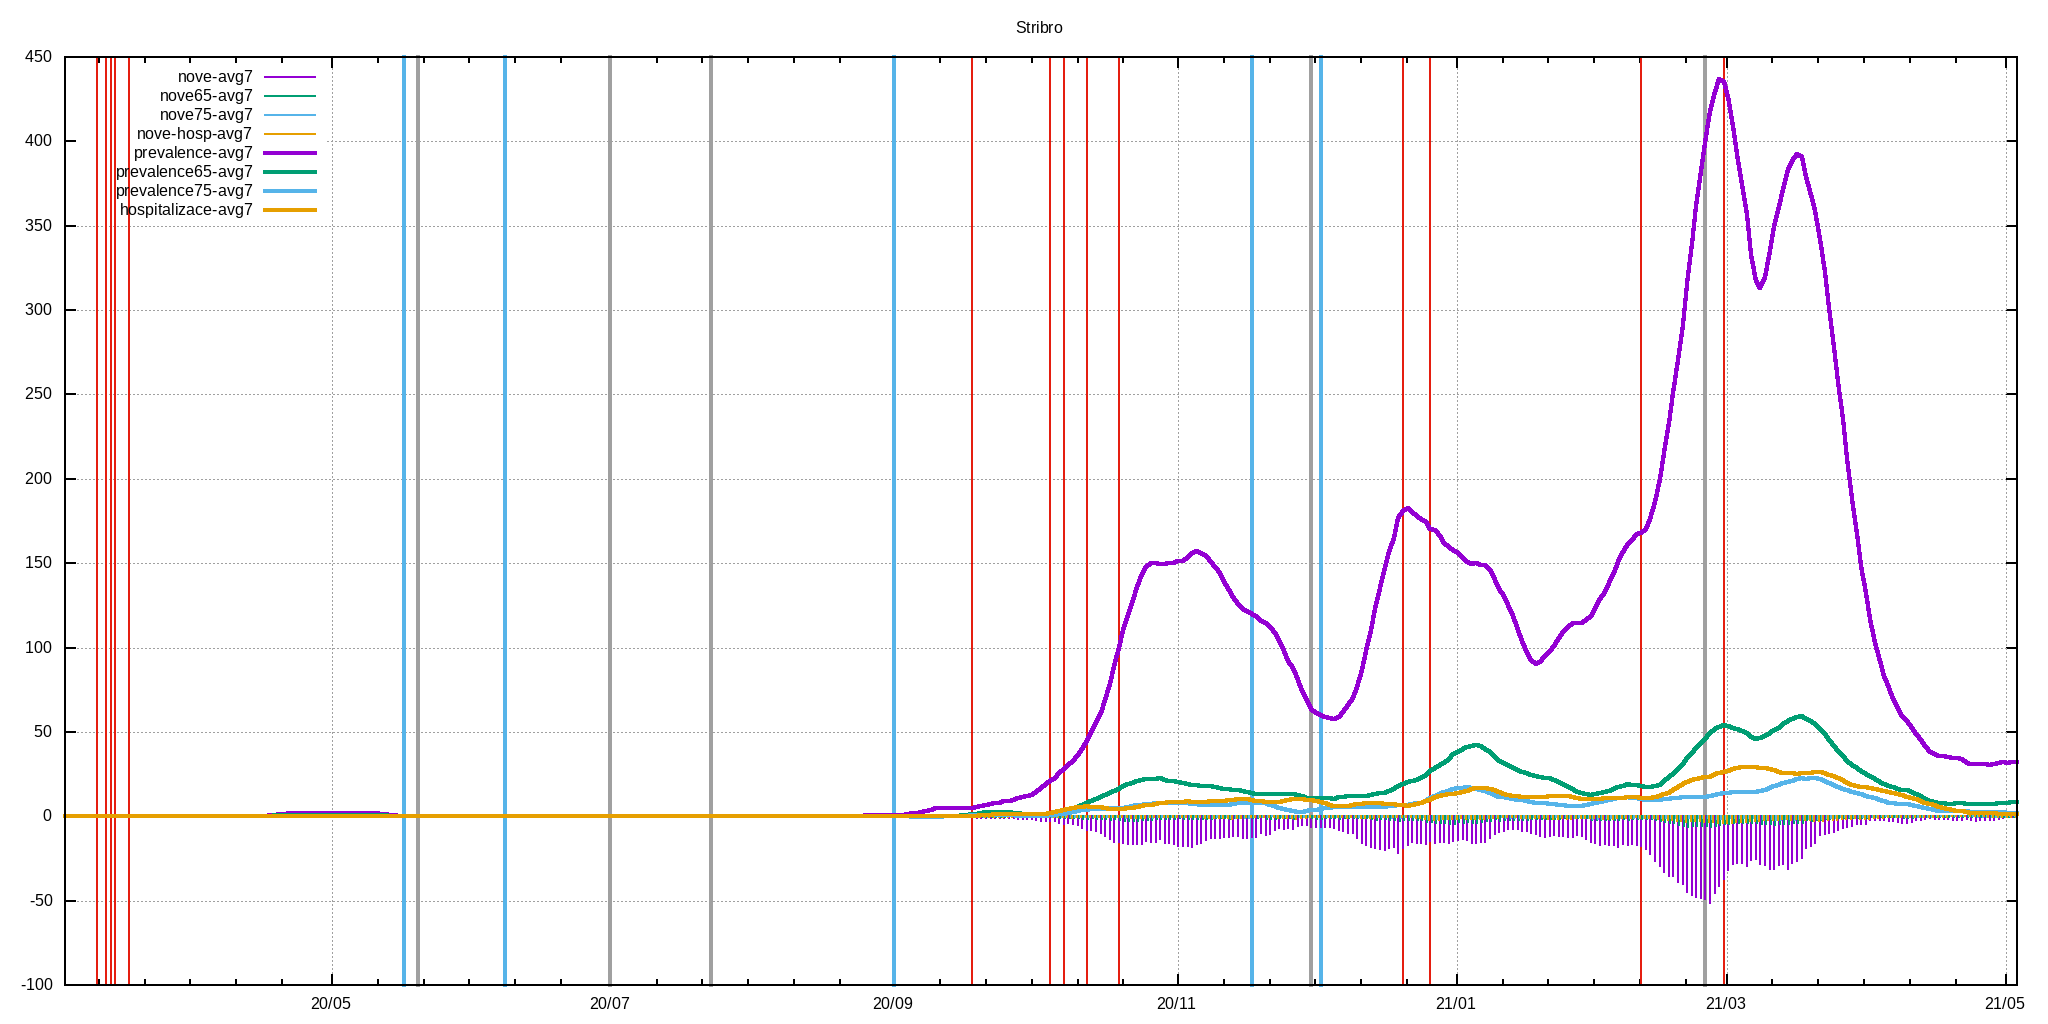 Stribro
450
400
350
300
250
200
150
100
50
0
-50
-100
nove-avg7
nove65-avg7
nove75-avg7
nove-hosp-avg7
prevalence-avg7
prevalence65-avg7
prevalence75-avg7
hospitalizace-avg7
20/05 20/07 20/09 20/11 21/01 21/03 21/05